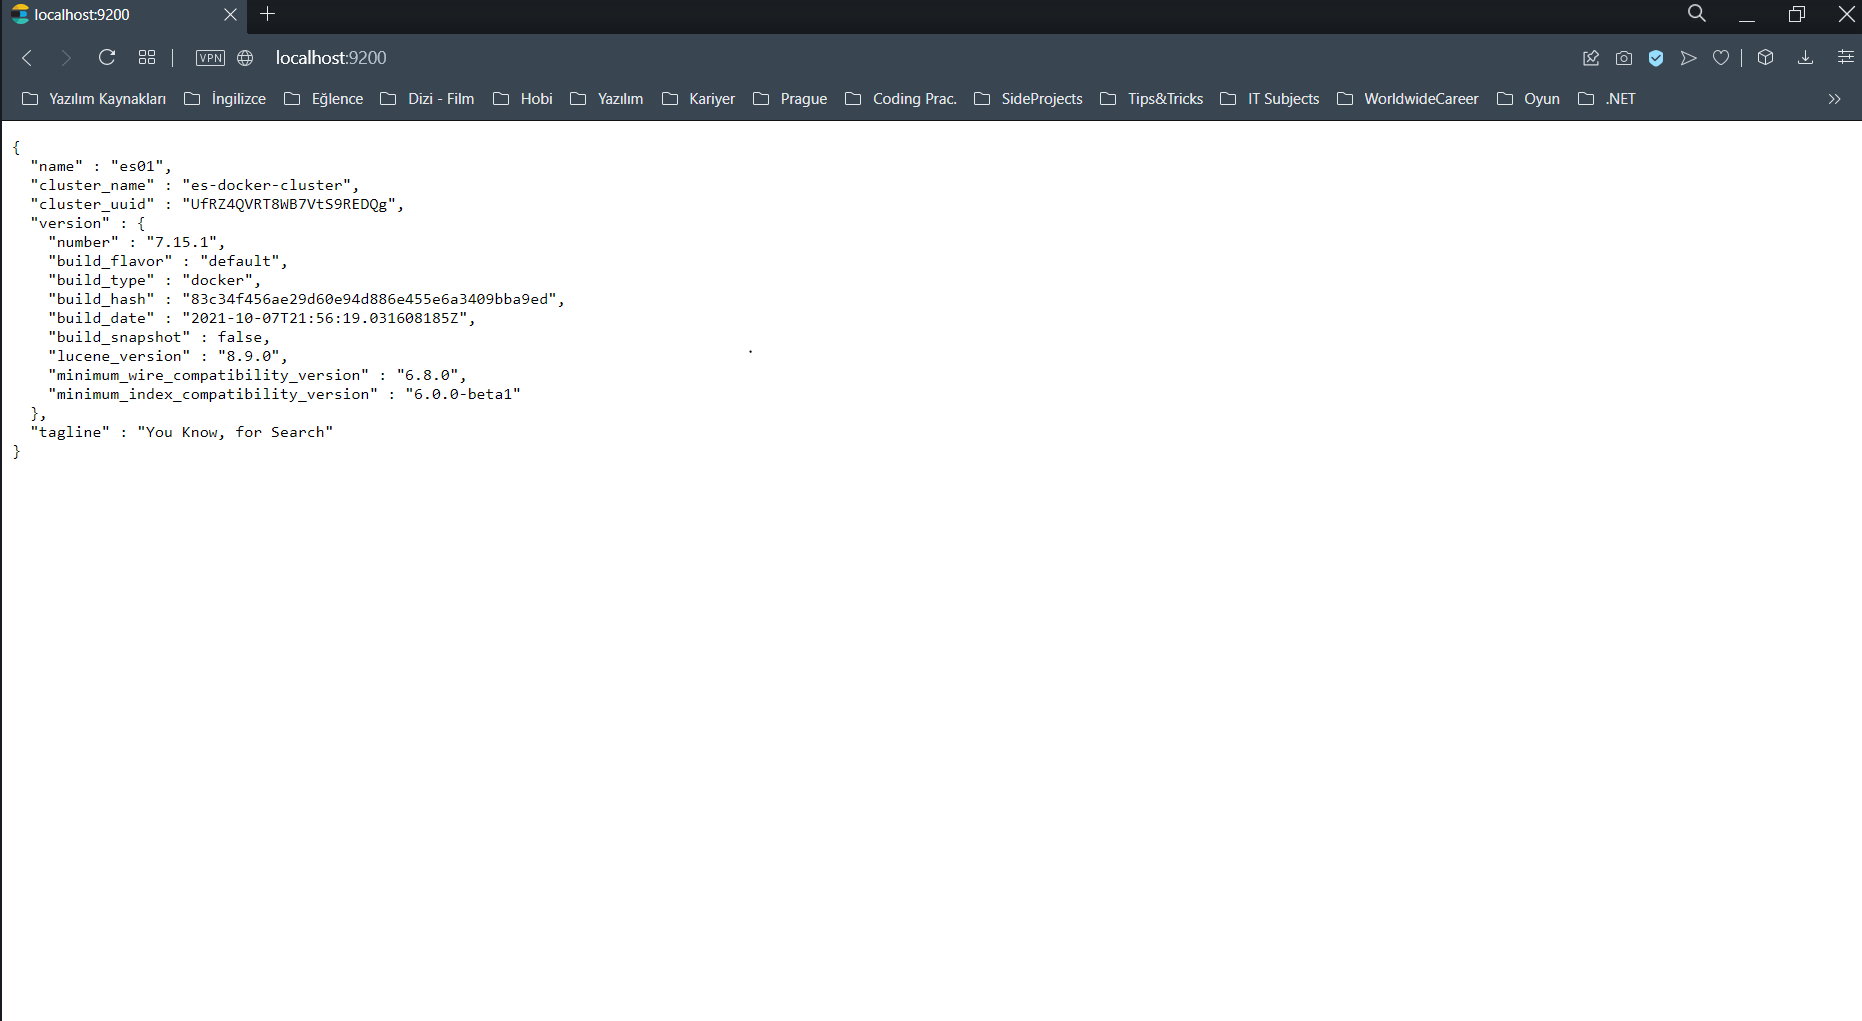 localhost:9200
VPN localhost:9200
Yazılım Kaynakları İngilizce Eğlence Dizi - Film Hobi Yazılım Kariyer Prague Coding Prac. SideProjects Tips&Tricks IT Subjects WorldwideCareer Oyun .NET
{
  "name" : "es01",
  "cluster_name" : "es-docker-cluster",
  "cluster_uuid" : "UfRZ4QVRT8WB7VtS9REDQg",
  "version" : {
    "number" : "7.15.1",
    "build_flavor" : "default",
    "build_type" : "docker",
    "build_hash" : "83c34f456ae29d60e94d886e455e6a3409bba9ed",
    "build_date" : "2021-10-07T21:56:19.031608185Z",
    "build_snapshot" : false,
    "lucene_version" : "8.9.0",
    "minimum_wire_compatibility_version" : "6.8.0",
    "minimum_index_compatibility_version" : "6.0.0-beta1"
  },
  "tagline" : "You Know, for Search"
}